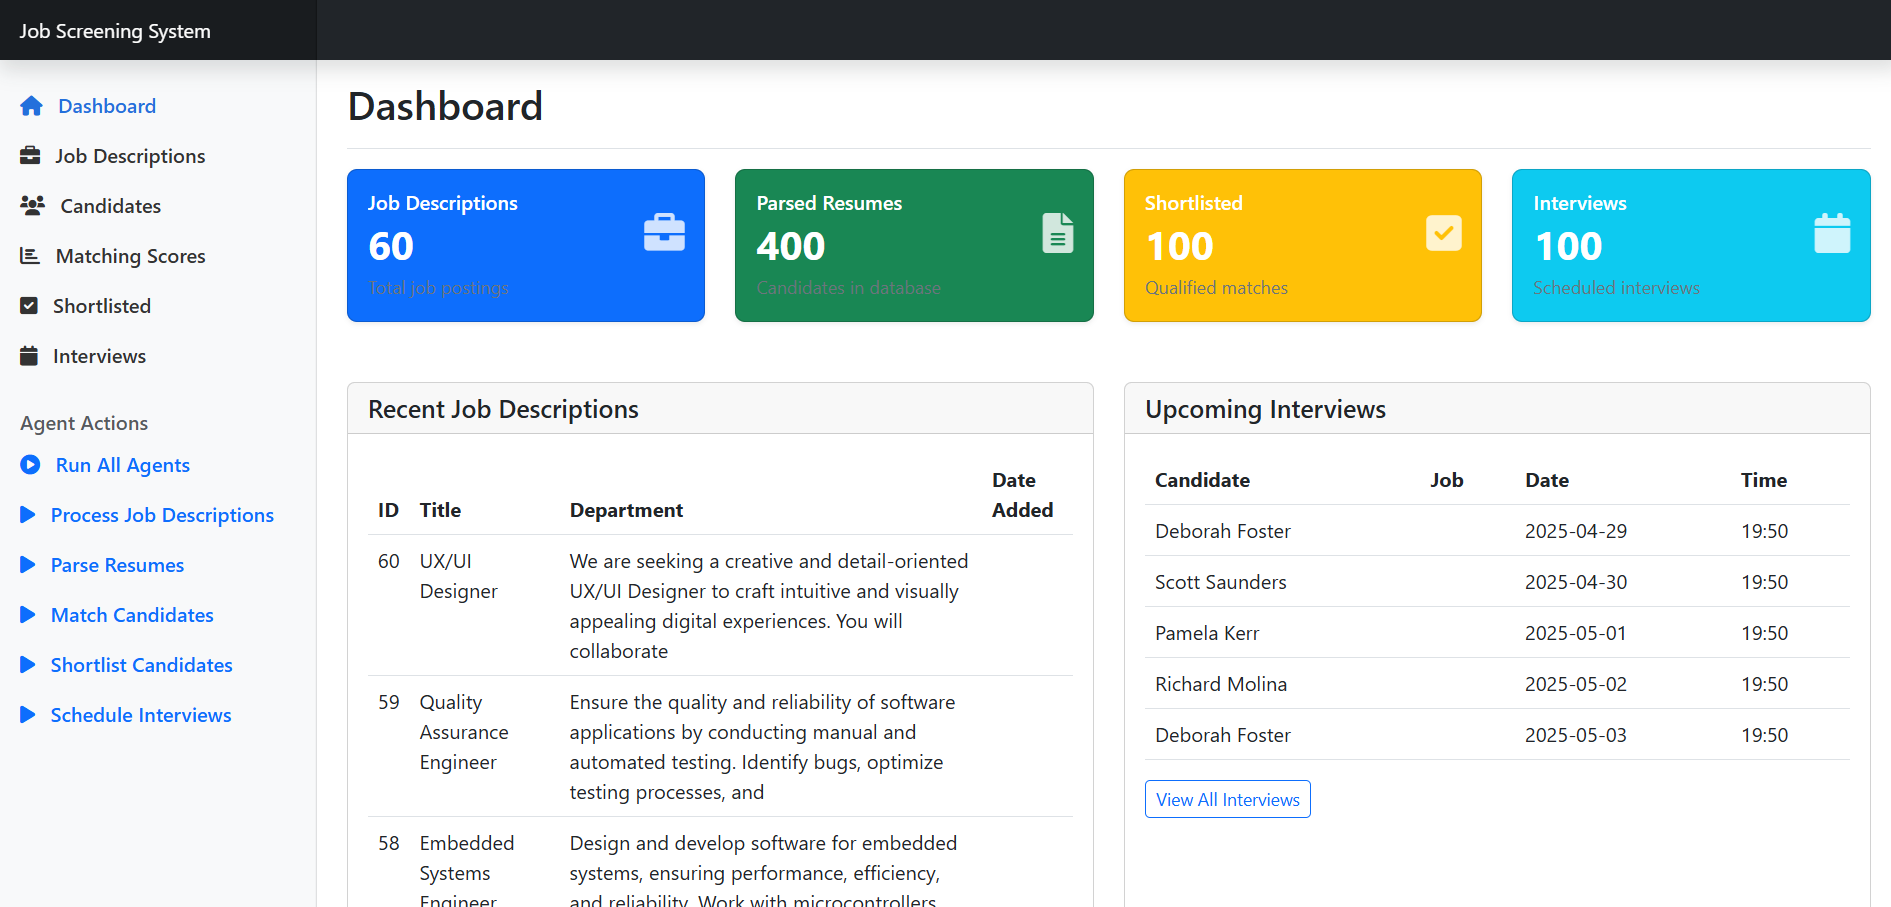 Job Screening System
Dashboard
Job Descriptions
Candidates
Matching Scores
Shortlisted
Interviews
Agent Actions
Run All Agents
Process Job Descriptions
Parse Resumes
Match Candidates
Shortlist Candidates
Schedule Interviews
Dashboard
Job Descriptions
60
Total job postings
Parsed Resumes
400
Candidates in database
Shortlisted
100
Qualified matches
Interviews
100
Scheduled interviews
Recent Job Descriptions
ID Title Department Date Added
60 UX/UI Designer
We are seeking a creative and detail-oriented
UX/UI Designer to craft intuitive and visually
appealing digital experiences. You will
collaborate
59 Quality Assurance Engineer
Ensure the quality and reliability of software
applications by conducting manual and
automated testing. Identify bugs, optimize
testing processes, and
58 Embedded Systems Engineer
Design and develop software for embedded
systems, ensuring performance, efficiency,
and reliability. Work with microcontrollers
Upcoming Interviews
Candidate Job Date Time
Deborah Foster 2025-04-29 19:50
Scott Saunders 2025-04-30 19:50
Pamela Kerr 2025-05-01 19:50
Richard Molina 2025-05-02 19:50
Deborah Foster 2025-05-03 19:50
View All Interviews